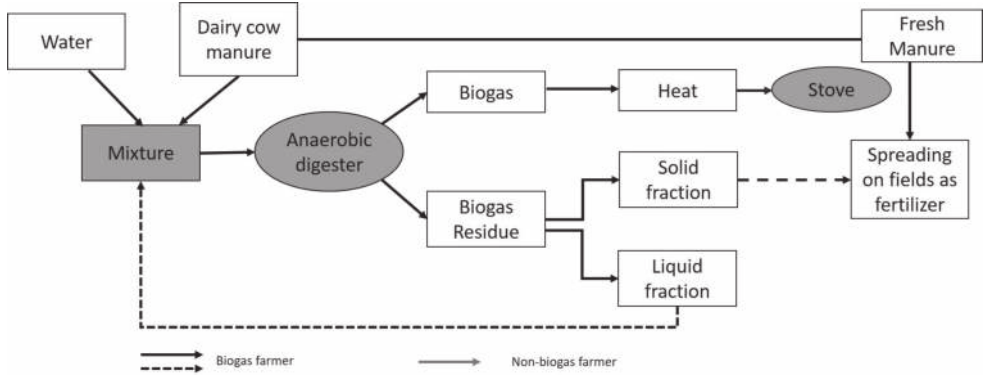 Water
Dairy cow
manure
Fresh
Manure
Biogas
Heat
Stove
Mixture
Anaerobic
digester
Solid
fraction
Spreading
on fields as
fertilizer
Biogas
Residue
Liquid
fraction
Biogas farmer
Non-biogas farmer